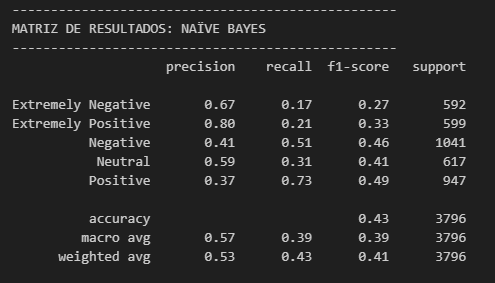 --------------------------------------------------
MATRIZ DE RESULTADOS: NAÏVE BAYES
--------------------------------------------------
precision recall f1-score support
Extremely Negative 0.67 0.17 0.27 592
Extremely Positive 0.80 0.21 0.33 599
Negative 0.41 0.51 0.46 1041
Neutral 0.59 0.31 0.41 617
Positive 0.37 0.73 0.49 947
accuracy 0.43 3796
macro avg 0.57 0.39 0.39 3796
weighted avg 0.53 0.43 0.41 3796